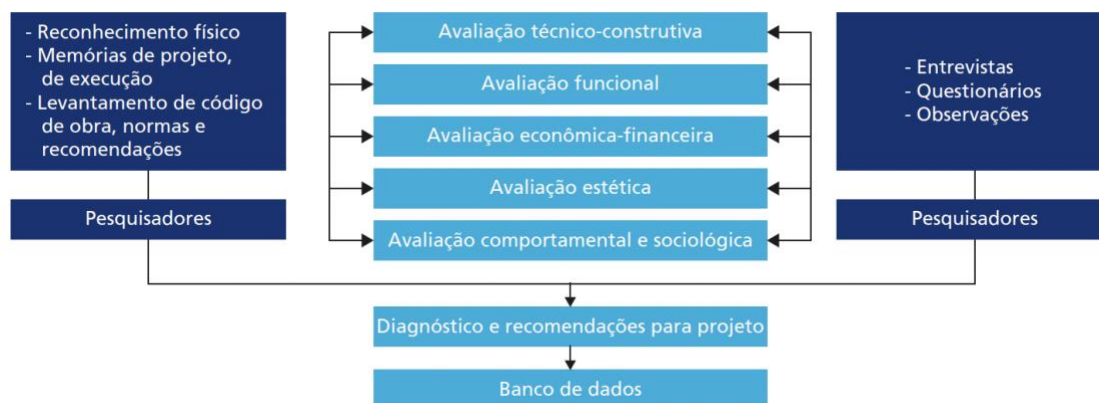 - Reconhecimento físico
- Memórias de projeto,
de execução
- Levantamento de código
de obra, normas e
recomendações
Pesquisadores
Avaliação técnico-construtiva
Avaliação funcional
Avaliação econômica-financeira
Avaliação estética
Avaliação comportamental e sociológica
- Entrevistas
- Questionários
- Observações
Pesquisadores
Diagnóstico e recomendações para projeto
Banco de dados